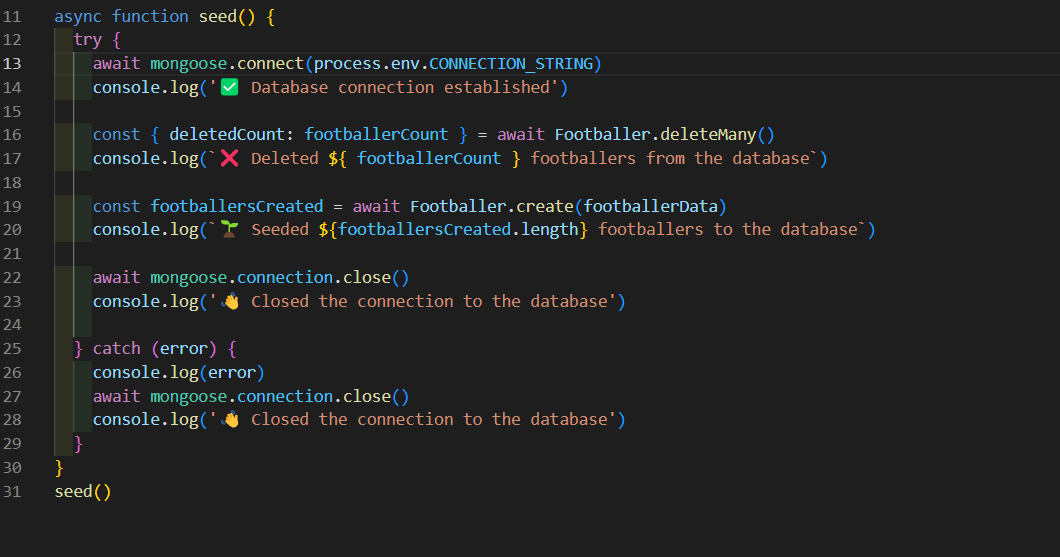 11 async function seed() {
12 try {
13 await mongoose.connect(process.env.CONNECTION_STRING)
14 console.log('✅ Database connection established')
15
16 const { deletedCount: footballerCount } = await Footballer.deleteMany()
17 console.log(`❌ Deleted ${ footballerCount } footballers from the database`)
18
19 const footballersCreated = await Footballer.create(footballerData)
20 console.log(`🌱 Seeded ${footballersCreated.length} footballers to the database`)
21
22 await mongoose.connection.close()
23 console.log('👋 Closed the connection to the database')
24
25 } catch (error) {
26 console.log(error)
27 await mongoose.connection.close()
28 console.log('👋 Closed the connection to the database')
29 }
30 }
31 seed()